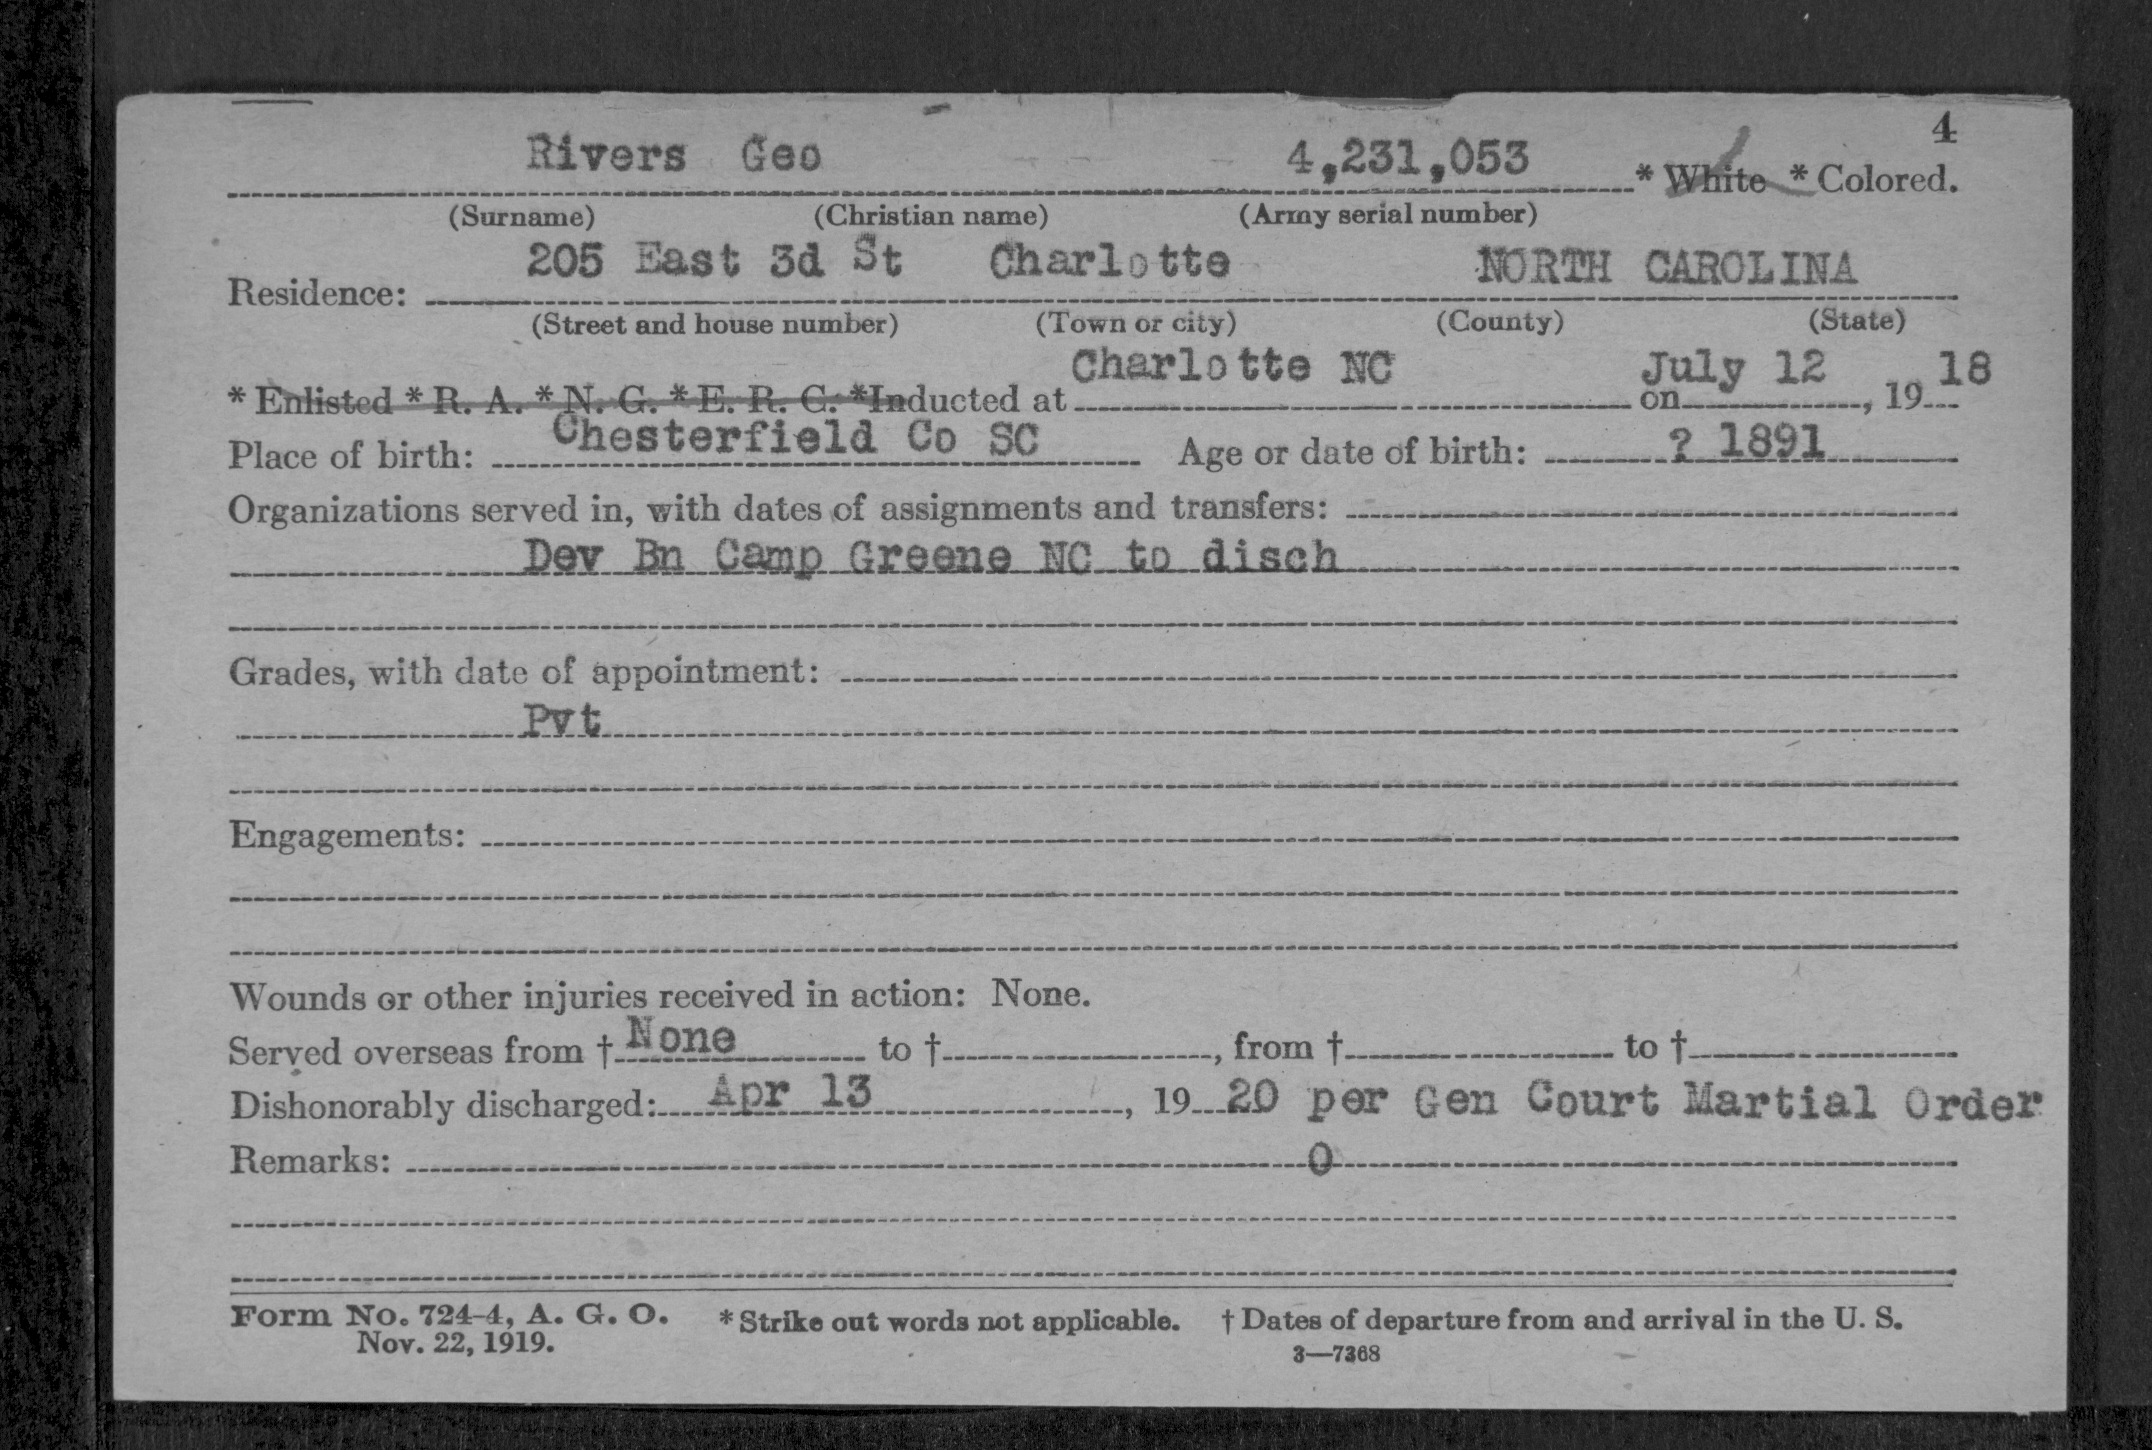 4
Rivers Geo 4,231,053 * White * Colored.
(Surname) (Christian name) (Army serial number)
205 East 3d St Charlotte NORTH CAROLINA
Residence:
(Street and house number) (Town or city) (County) (State)
Charlotte NC July 12 18
* Enlisted * R. A. * N. G. * E. R. C. *Inducted at on , 19
Place of birth: Chesterfield Co SC Age or date of birth: ? 1891
Organizations served in, with dates of assignments and transfers:
Dev Bn Camp Greene NC to disch
Grades, with date of appointment:
Pvt
Engagements:
Wounds or other injuries received in action: None.
Served overseas from † None to † , from † to †
Dishonorably discharged: Apr 13 , 19 20 per Gen Court Martial Order
Remarks: O
Form No. 724-4, A. G. O. * Strike out words not applicable. † Dates of departure from and arrival in the U. S.
Nov. 22, 1919. 3—7368